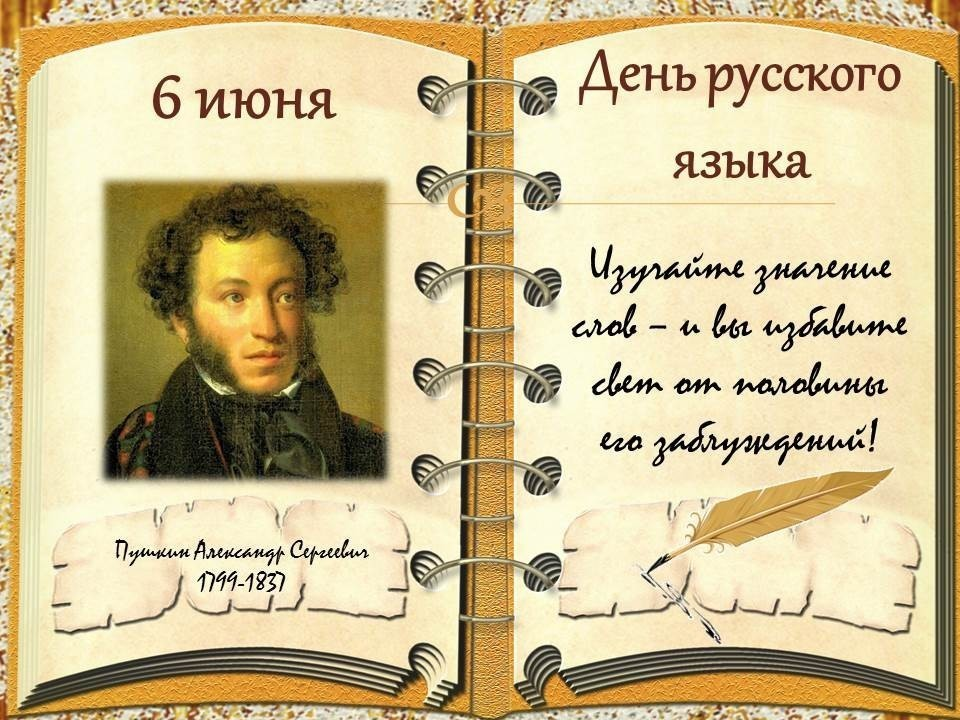 6 июня
Пушкин Александр Сергеевич
1799-1837
День русского
языка
Изучайте значение
слов – и вы избавите
свет от половины
его заблуждений!